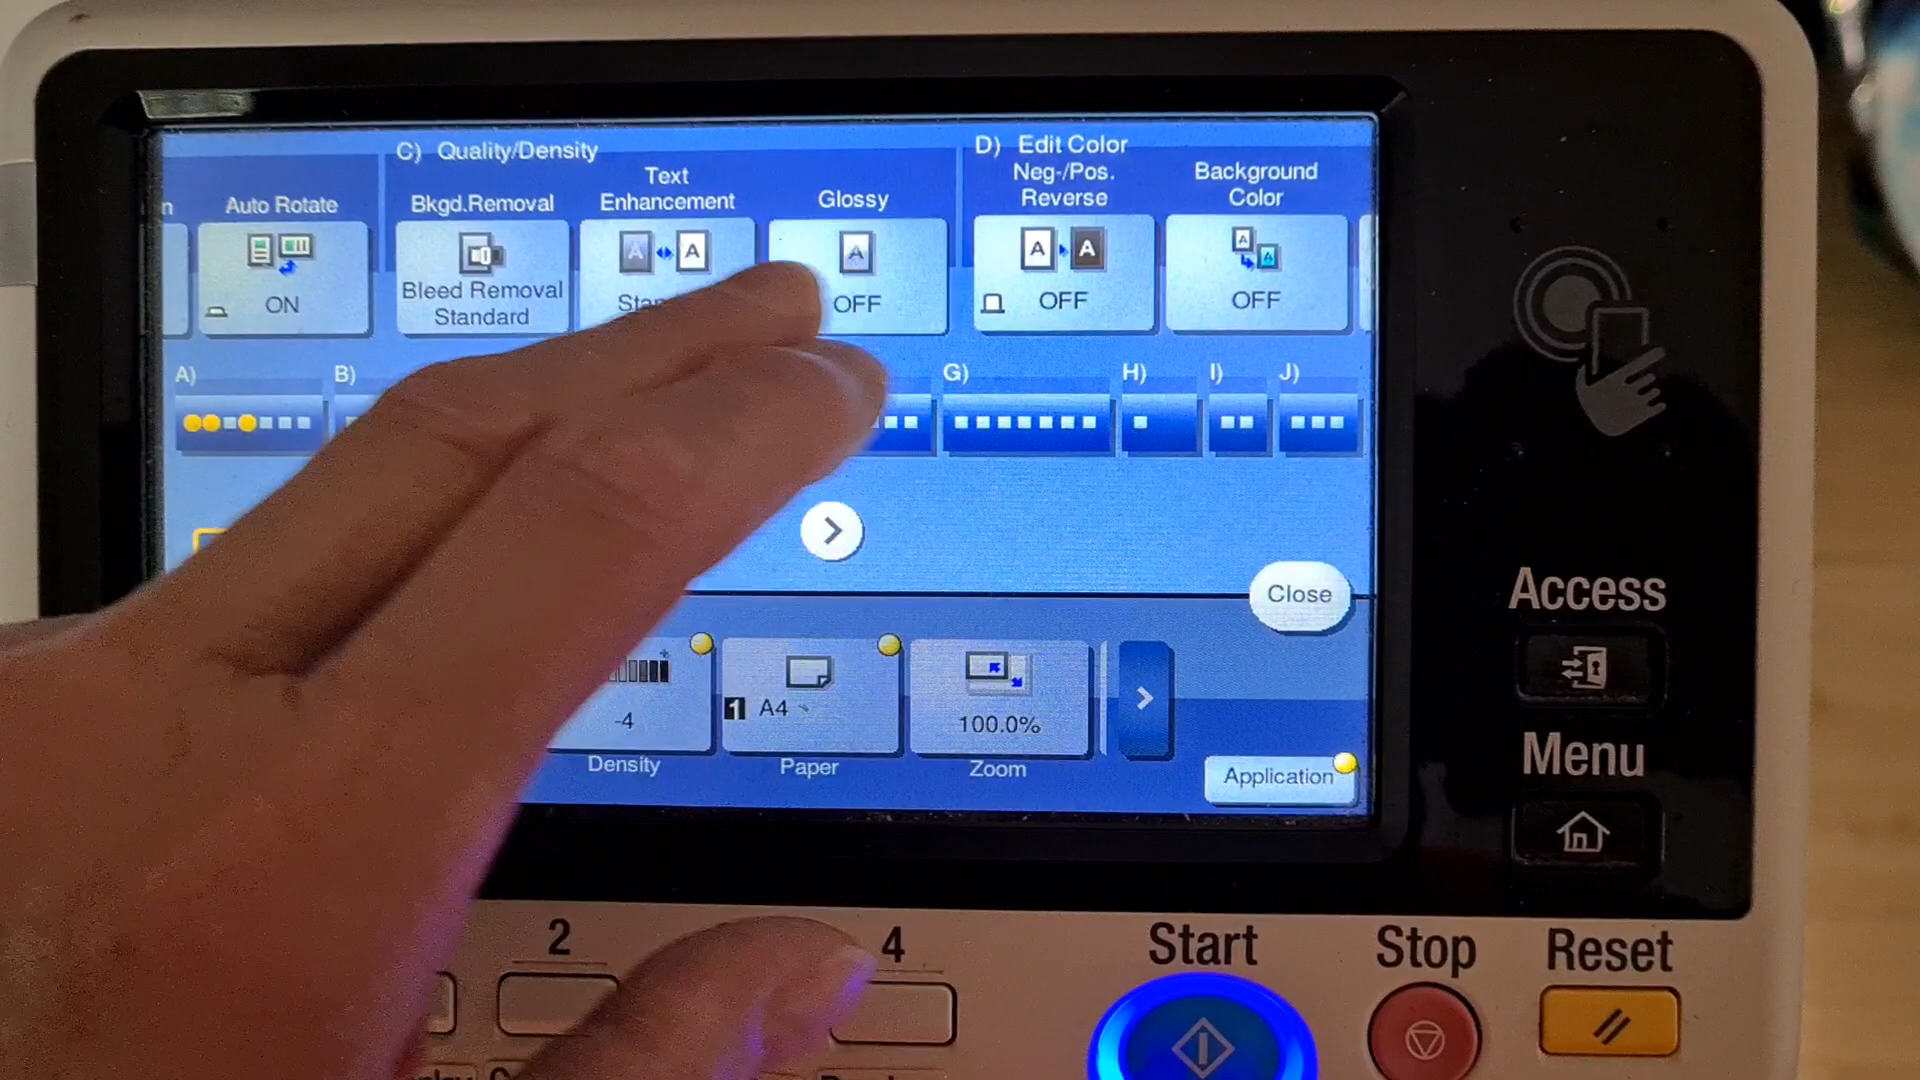 C) Quality/Density
D) Edit Color
n
Auto Rotate
Bkgd.Removal
Text
Enhancement
Glossy
Neg-/Pos.
Reverse
Background
Color
ON
Bleed Removal
Standard
OFF
OFF
OFF
A)
B)
G)
H)
I)
J)
Close
-4
1 A4
100.0%
Density
Paper
Zoom
Application
Access
Menu
2
4
Start
Stop
Reset